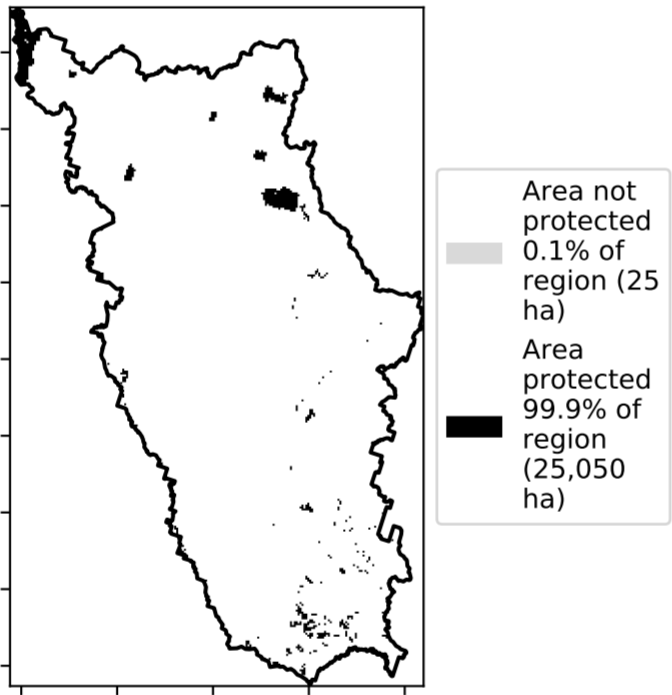 Area not
protected
0.1% of
region (25
ha)
Area
protected
99.9% of
region
(25,050
ha)